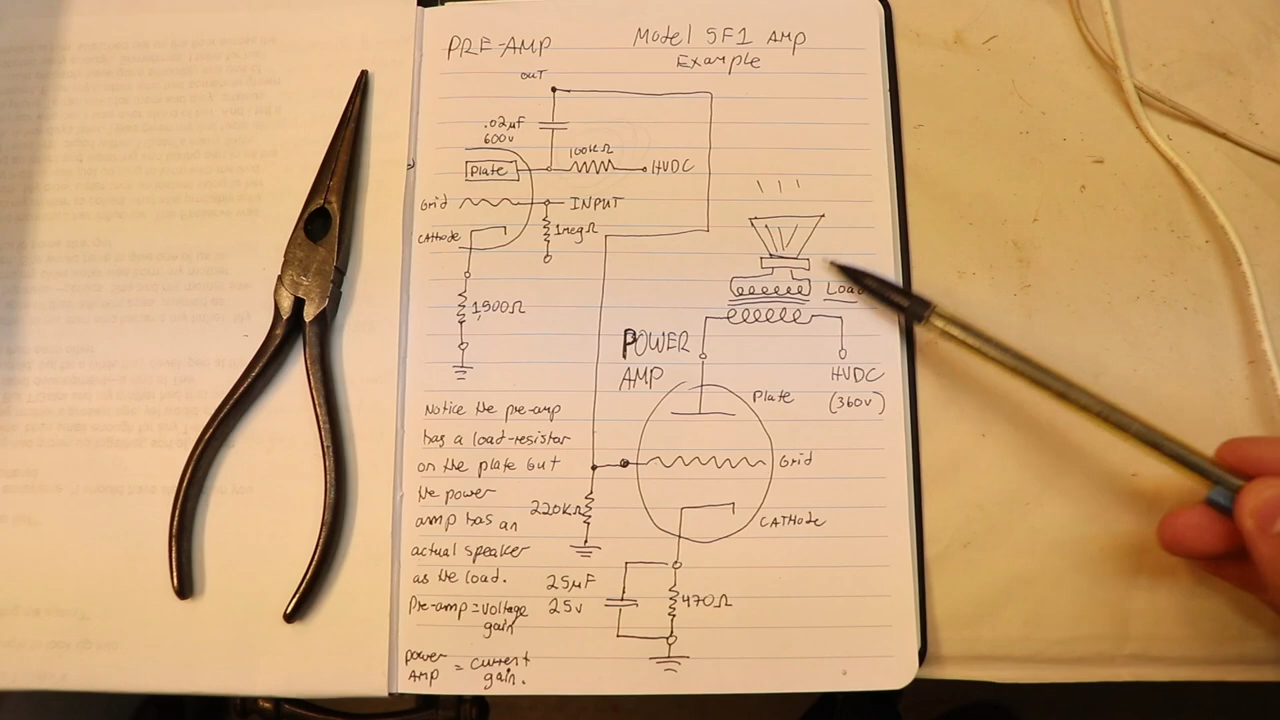 PRE-AMP
Model 5F1 AMP
Example
OUT
.02µF
600v
100KΩ
Plate
HVDC
Grid
INPUT
CAthode
1megΩ
1,500Ω
Load
POWER
AMP
HVDC
(360v)
Plate
Grid
CAThode
220KΩ
25µF
25v
470Ω
Notice the pre-amp
has a load-resistor
on the plate but
the power
amp has an
actual speaker
as the load.
Pre-amp = voltage
gain
power
AMP = current
gain.